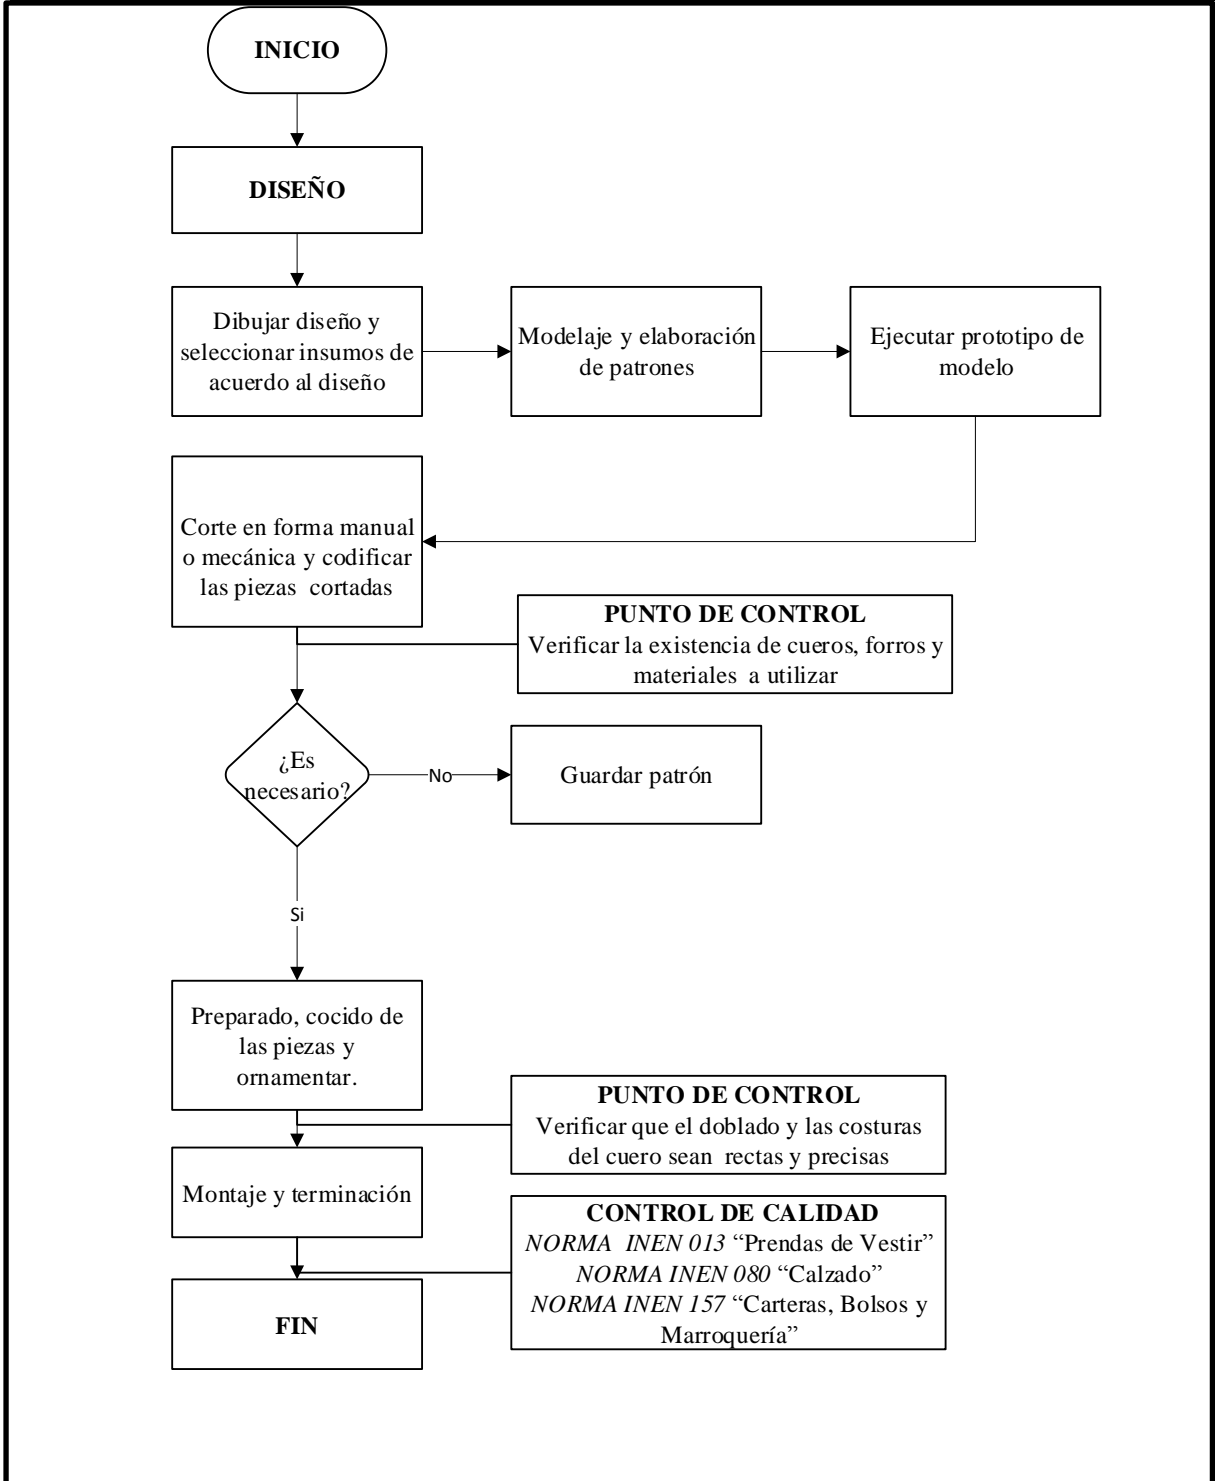 INICIO
DISEÑO
Dibujar diseño y
seleccionar insumos de
acuerdo al diseño
Modelaje y elaboración
de patrones
Ejecutar prototipo de
modelo
Corte en forma manual
o mecánica y codificar
las piezas cortadas
PUNTO DE CONTROL
Verificar la existencia de cueros, forros y
materiales a utilizar
¿Es
necesario?
No
Guardar patrón
Si
Preparado, cocido de
las piezas y
ornamentar.
PUNTO DE CONTROL
Verificar que el doblado y las costuras
del cuero sean rectas y precisas
Montaje y terminación
CONTROL DE CALIDAD
NORMA INEN 013 “Prendas de Vestir”
NORMA INEN 080 “Calzado”
NORMA INEN 157 “Carteras, Bolsos y
Marroquería”
FIN